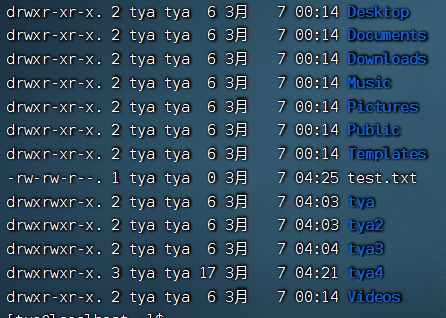 drwxr-xr-x. 2 tya tya  6 3月   7 00:14 Desktop
drwxr-xr-x. 2 tya tya  6 3月   7 00:14 Documents
drwxr-xr-x. 2 tya tya  6 3月   7 00:14 Downloads
drwxr-xr-x. 2 tya tya  6 3月   7 00:14 Music
drwxr-xr-x. 2 tya tya  6 3月   7 00:14 Pictures
drwxr-xr-x. 2 tya tya  6 3月   7 00:14 Public
drwxr-xr-x. 2 tya tya  6 3月   7 00:14 Templates
-rw-rw-r--. 1 tya tya  0 3月   7 04:25 test.txt
drwxrwxr-x. 2 tya tya  6 3月   7 04:03 tya
drwxrwxr-x. 2 tya tya  6 3月   7 04:03 tya2
drwxrwxr-x. 2 tya tya  6 3月   7 04:04 tya3
drwxrwxr-x. 3 tya tya 17 3月   7 04:21 tya4
drwxr-xr-x. 2 tya tya  6 3月   7 00:14 Videos